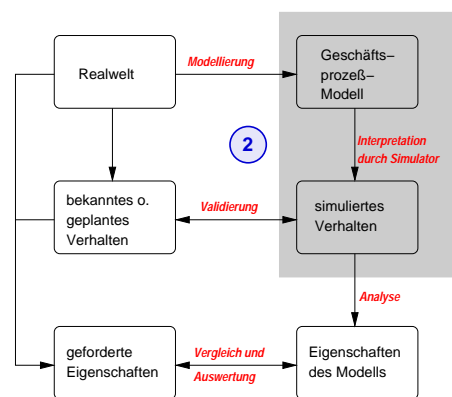 Realwelt
Modellierung
Geschäfts–
prozeß–
Modell
2
Interpretation
durch Simulator
bekanntes o.
geplantes
Verhalten
Validierung
simuliertes
Verhalten
Analyse
geforderte
Eigenschaften
Vergleich und
Auswertung
Eigenschaften
des Modells